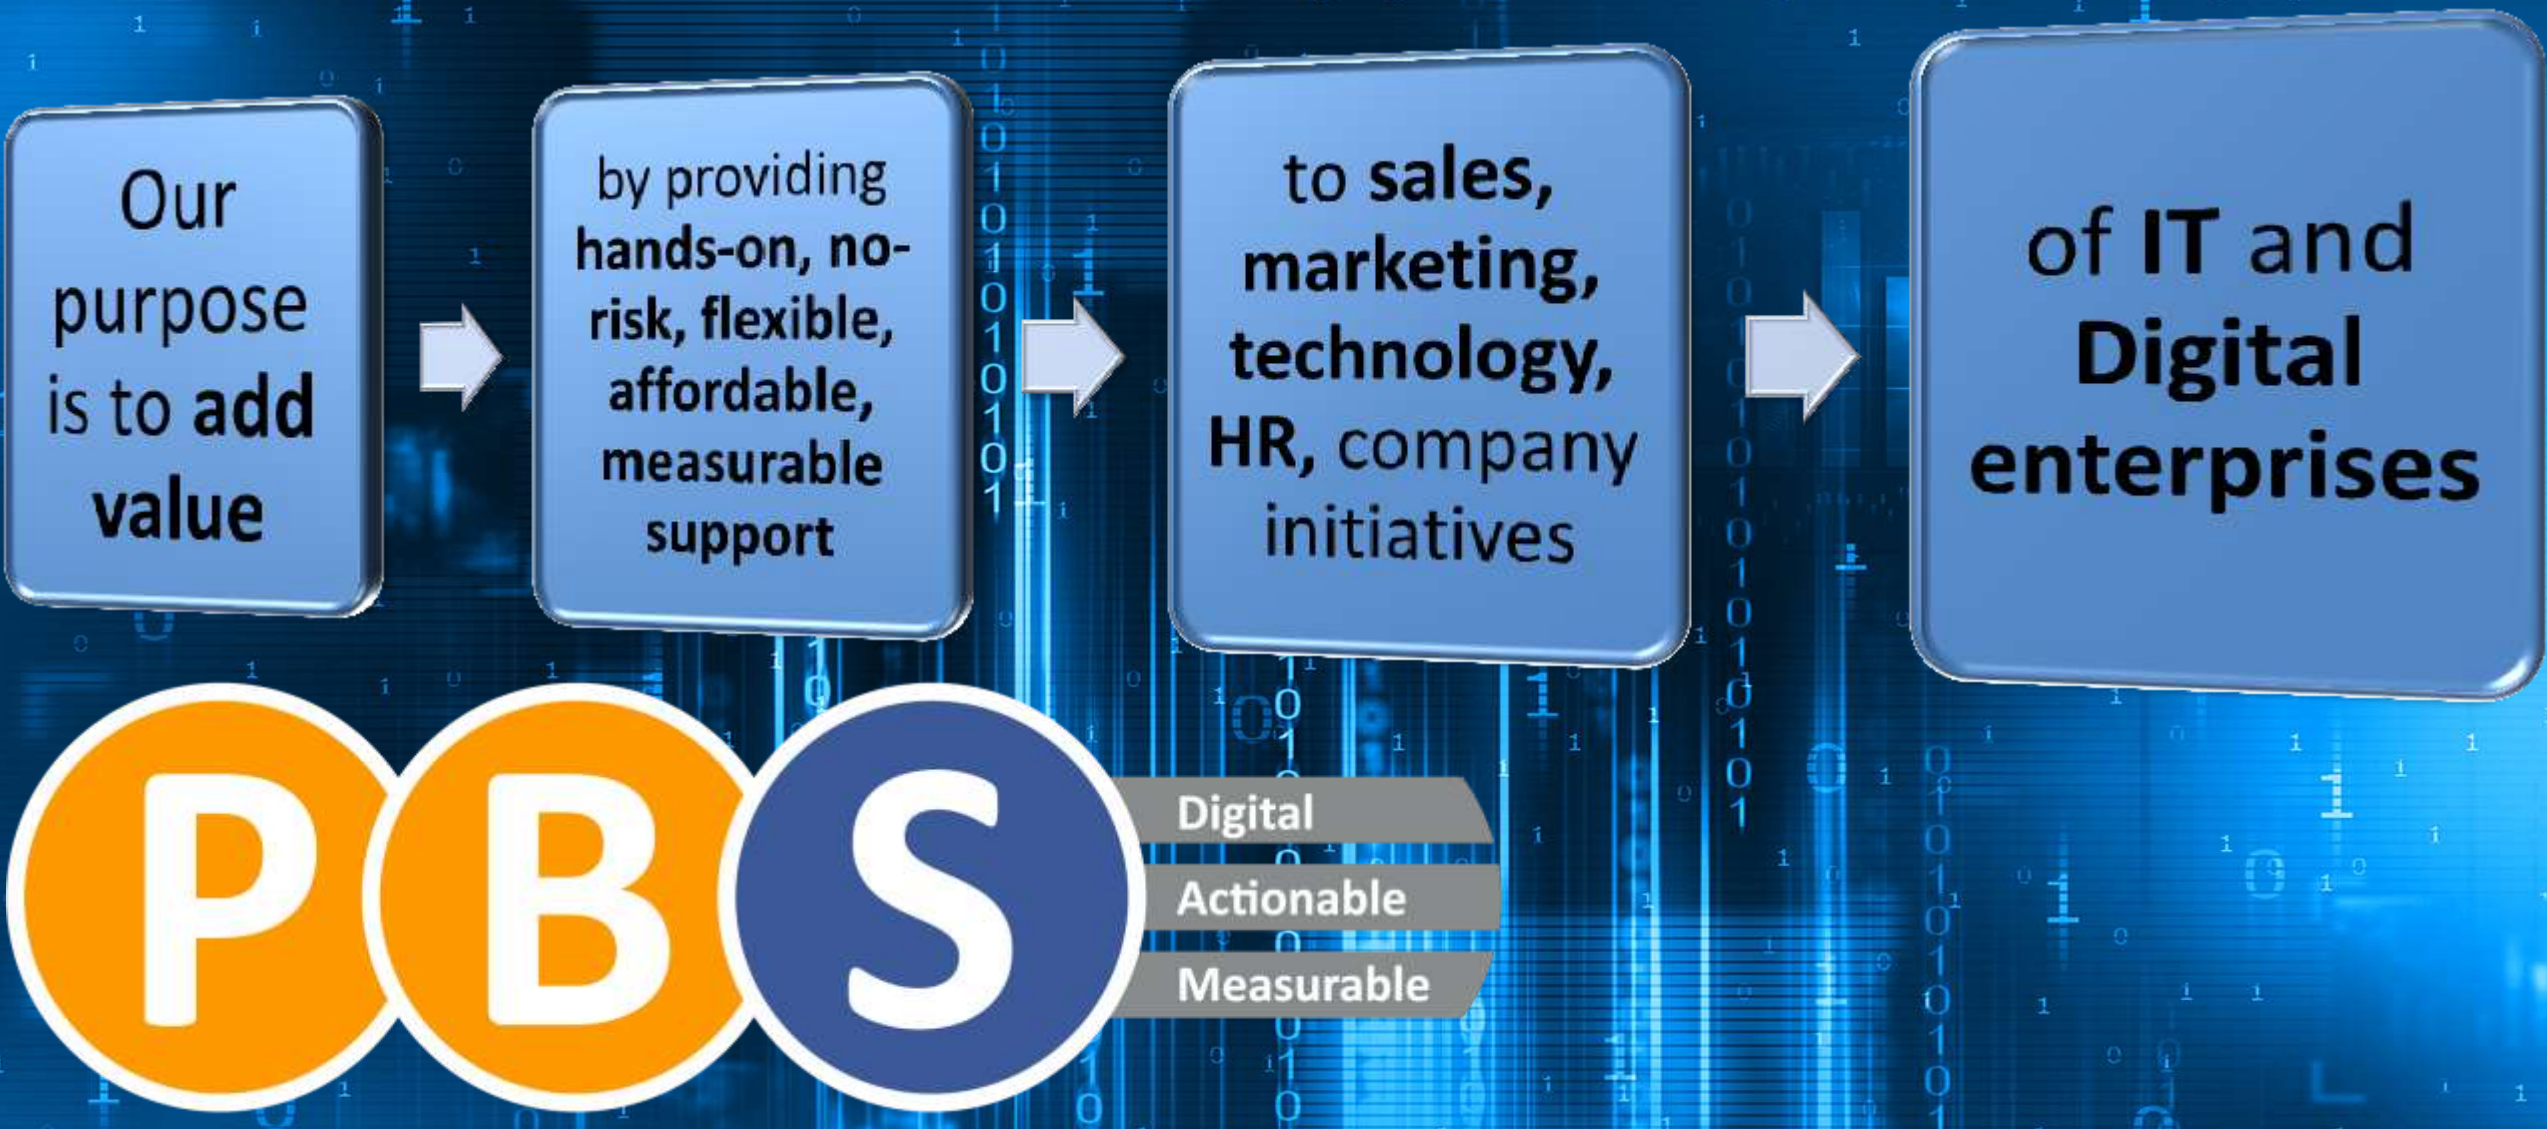 Our
purpose
is to add
value
by providing
hands-on, no-
risk, flexible,
affordable,
measurable
support
to sales,
marketing,
technology,
HR, company
initiatives
of IT and
Digital
enterprises
PBS
Digital
Actionable
Measurable